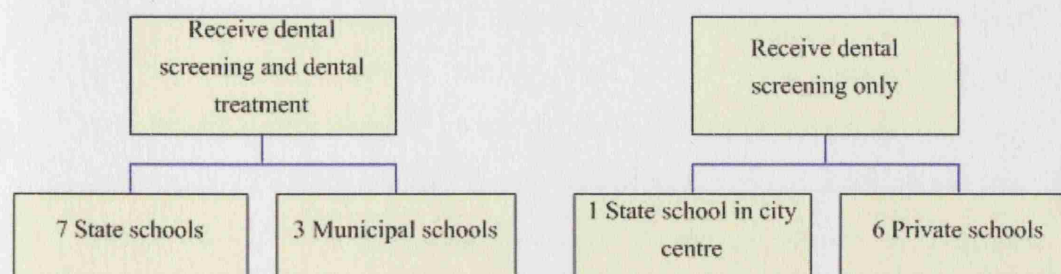 Receive dental
screening and dental
treatment
Receive dental
screening only
7 State schools
3 Municipal schools
1 State school in city
centre
6 Private schools